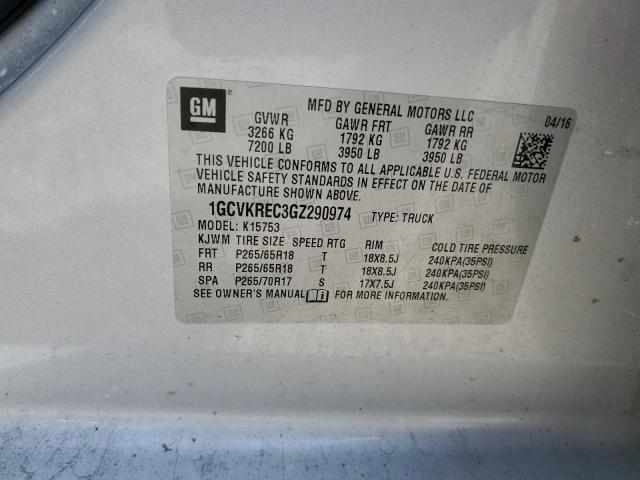 GM
MFD BY GENERAL MOTORS LLC
04/16
GVWR GAWR FRT GAWR RR
3266 KG 1792 KG 1792 KG
7200 LB 3950 LB 3950 LB
THIS VEHICLE CONFORMS TO ALL APPLICABLE U.S. FEDERAL MOTOR
VEHICLE SAFETY STANDARDS IN EFFECT ON THE DATE OF
MANUFACTURE SHOWN ABOVE.
1GCVKREC3GZ290974 TYPE: TRUCK
MODEL: K15753
KJWM TIRE SIZE SPEED RTG RIM COLD TIRE PRESSURE
FRT P265/65R18 T 18X8.5J 240KPA(35PSI)
RR P265/65R18 T 18X8.5J 240KPA(35PSI)
SPA P265/70R17 S 17X7.5J 240KPA(35PSI)
SEE OWNER'S MANUAL FOR MORE INFORMATION.